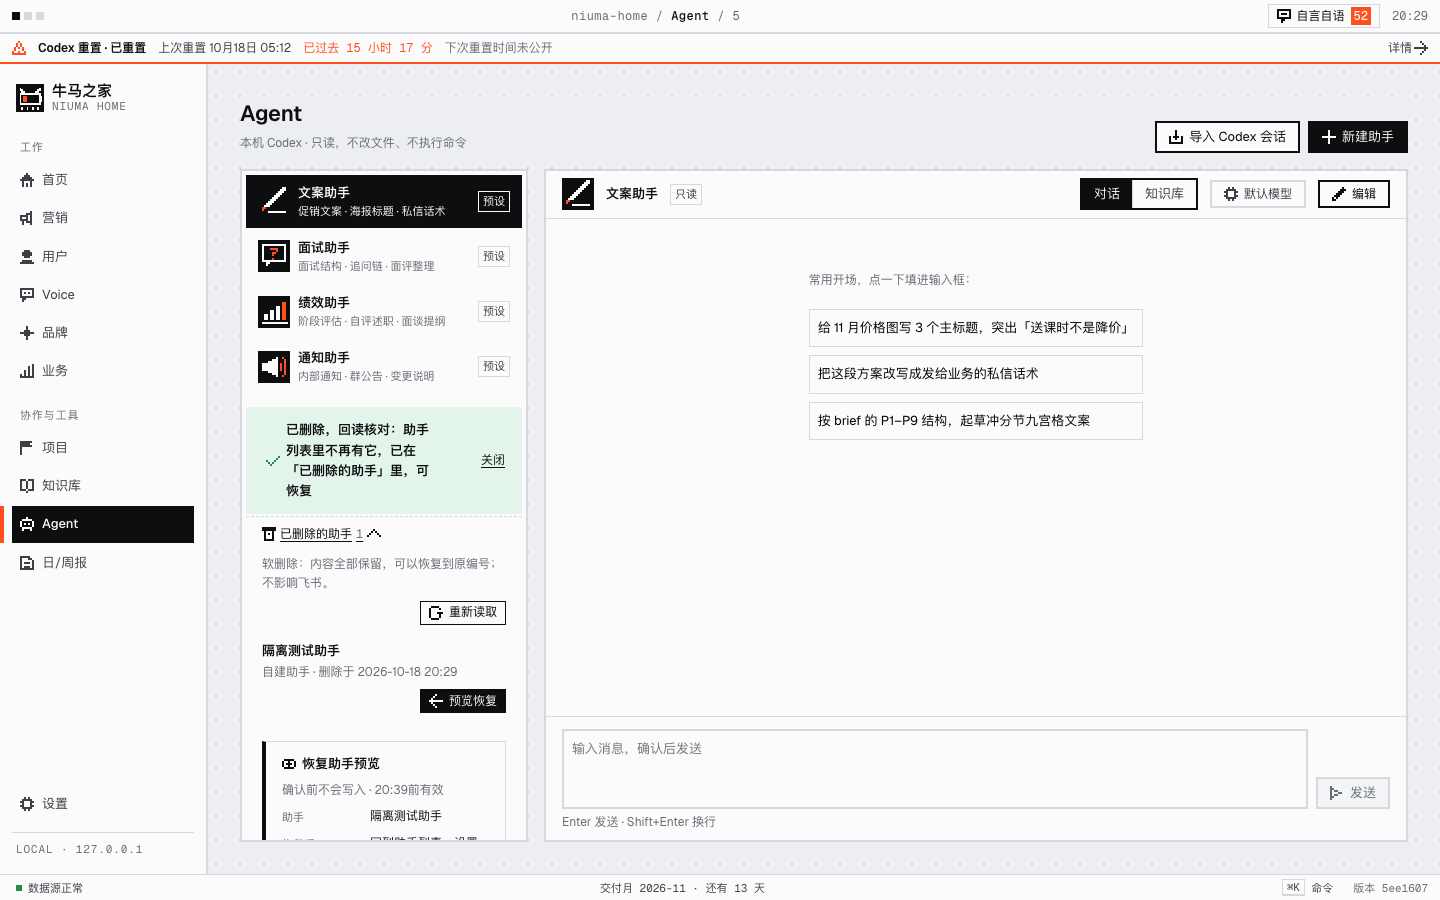 niuma-home / Agent / 5
自言自语 52
20:29
Codex 重置 · 已重置 上次重置 10月18日 05:12 已过去 15 小时 17 分 下次重置时间未公开
详情
牛马之家
NIUMA HOME
工作
首页
营销
用户
Voice
品牌
业务
协作与工具
项目
知识库
Agent
日/周报
设置
LOCAL · 127.0.0.1
Agent
本机 Codex · 只读，不改文件、不执行命令
导入 Codex 会话
新建助手
文案助手
促销文案 · 海报标题 · 私信话术
预设
面试助手
面试结构 · 追问链 · 面评整理
预设
绩效助手
阶段评估 · 自评述职 · 面谈提纲
预设
通知助手
内部通知 · 群公告 · 变更说明
预设
已删除，回读核对：助手
列表里不再有它，已在
「已删除的助手」里，可
恢复
关闭
已删除的助手 1
软删除：内容全部保留，可以恢复到原编号；
不影响飞书。
重新读取
隔离测试助手
自建助手 · 删除于 2026-10-18 20:29
预览恢复
恢复助手预览
确认前不会写入 · 20:39前有效
助手 隔离测试助手
文案助手 只读
对话 知识库
默认模型
编辑
常用开场，点一下填进输入框：
给 11 月价格图写 3 个主标题，突出「送课时不是降价」
把这段方案改写成发给业务的私信话术
按 brief 的 P1–P9 结构，起草冲分节九宫格文案
输入消息，确认后发送
发送
Enter 发送 · Shift+Enter 换行
数据源正常
交付月 2026-11 · 还有 13 天
⌘K 命令
版本 5ee1607